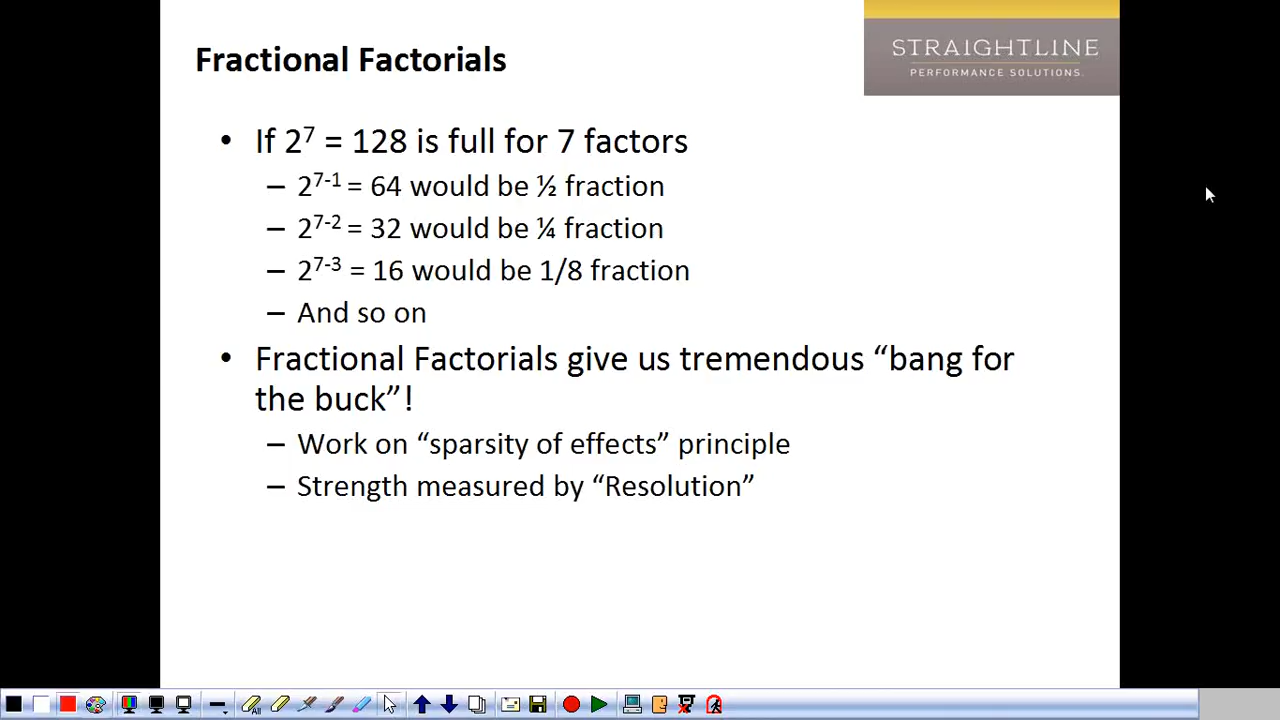 Fractional Factorials
STRAIGHTLINE
PERFORMANCE SOLUTIONS.
• If 2⁷ = 128 is full for 7 factors
– 2⁷⁻¹ = 64 would be ½ fraction
– 2⁷⁻² = 32 would be ¼ fraction
– 2⁷⁻³ = 16 would be 1/8 fraction
– And so on
• Fractional Factorials give us tremendous “bang for
the buck”!
– Work on “sparsity of effects” principle
– Strength measured by “Resolution”
All